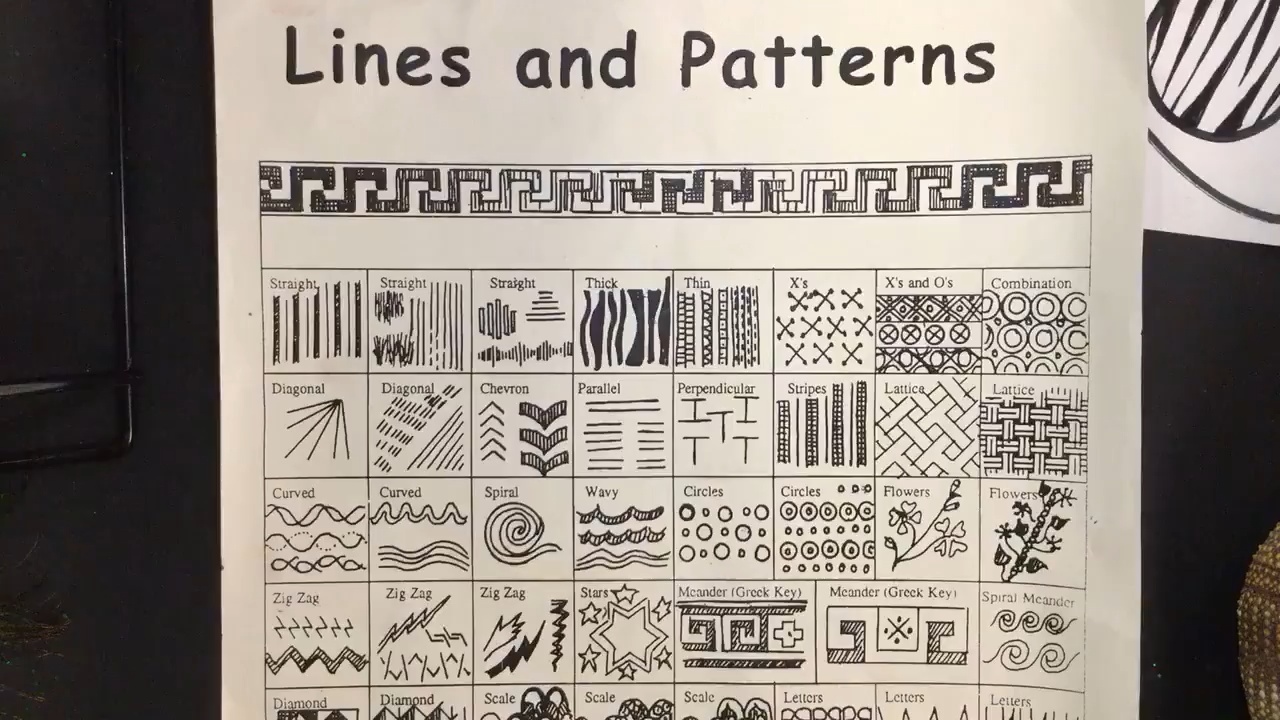 Lines and Patterns
Straight Straight Straight Thick Thin X's X's and O's Combination
Diagonal Diagonal Chevron Parallel Perpendicular Stripes Lattice Lattice
Curved Curved Spiral Wavy Circles Circles Flowers Flowers
Zig Zag Zig Zag Zig Zag Stars Meander (Greek Key) Meander (Greek Key) Spiral Meander
Diamond Diamond Scale Scale Scale Letters Letters Letters